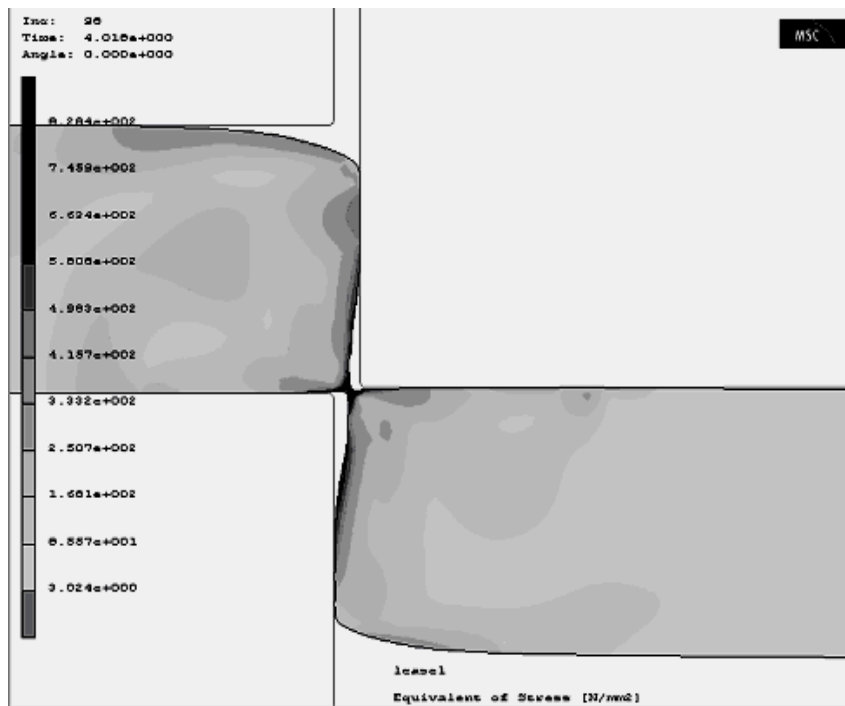 Inc: 98
Time: 4.018e+000
Angle: 0.000e+000
MSC
8.284e+002
7.459e+002
6.634e+002
5.808e+002
4.983e+002
4.157e+002
3.332e+002
2.507e+002
1.681e+002
8.557e+001
3.024e+000
lcase1
Equivalent of Stress [N/mm2]